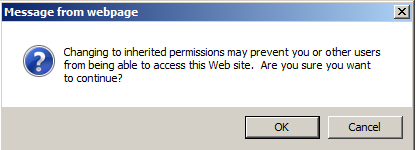 Message from webpage
Changing to inherited permissions may prevent you or other users
from being able to access this Web site.  Are you sure you want
to continue?
OK
Cancel